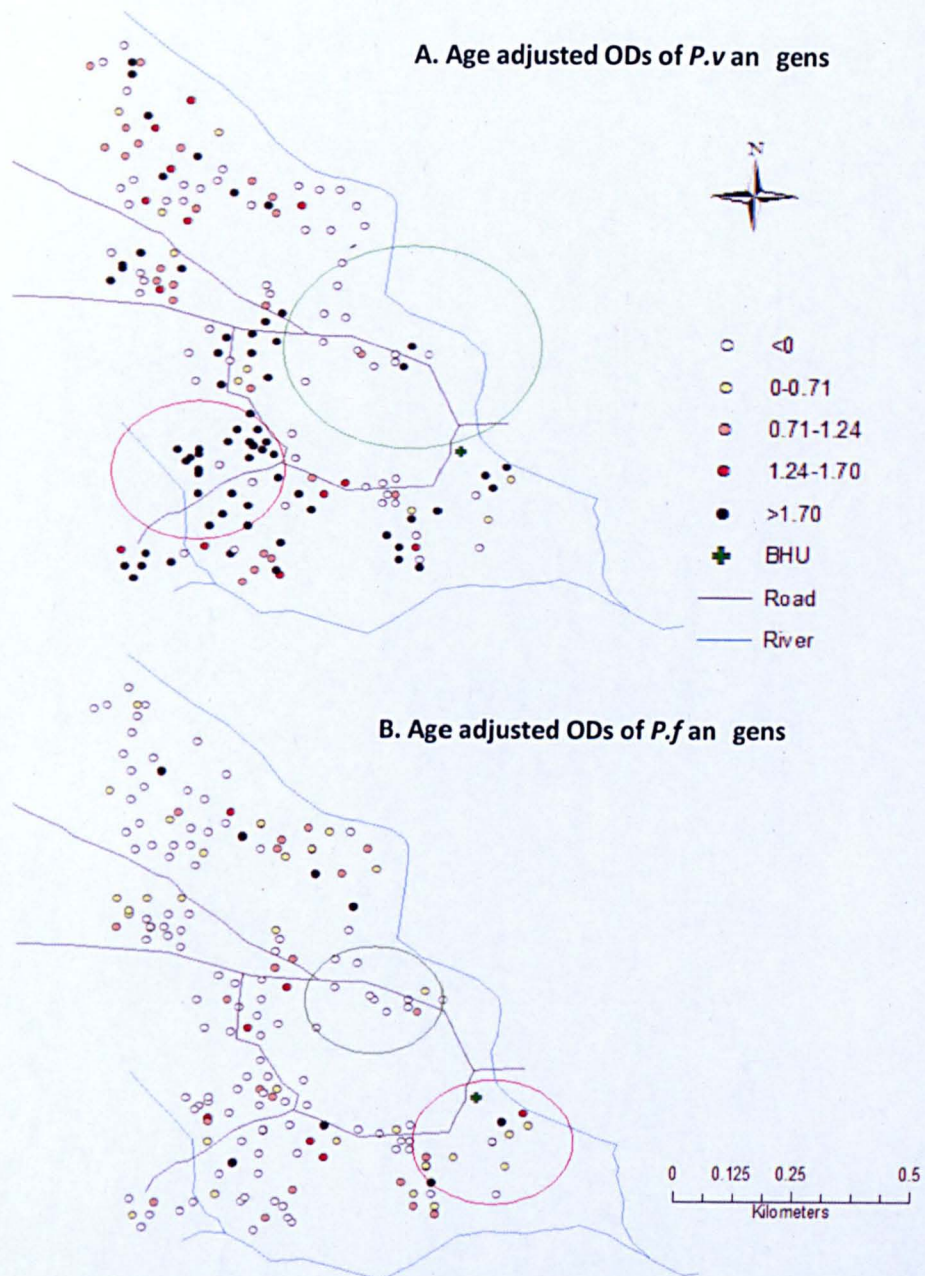 A. Age adjusted ODs of P.v an gens
N
<0
0-0.71
0.71-1.24
1.24-1.70
>1.70
BHU
Road
River
B. Age adjusted ODs of P.f an gens
0 0.125 0.25 0.5
Kilometers